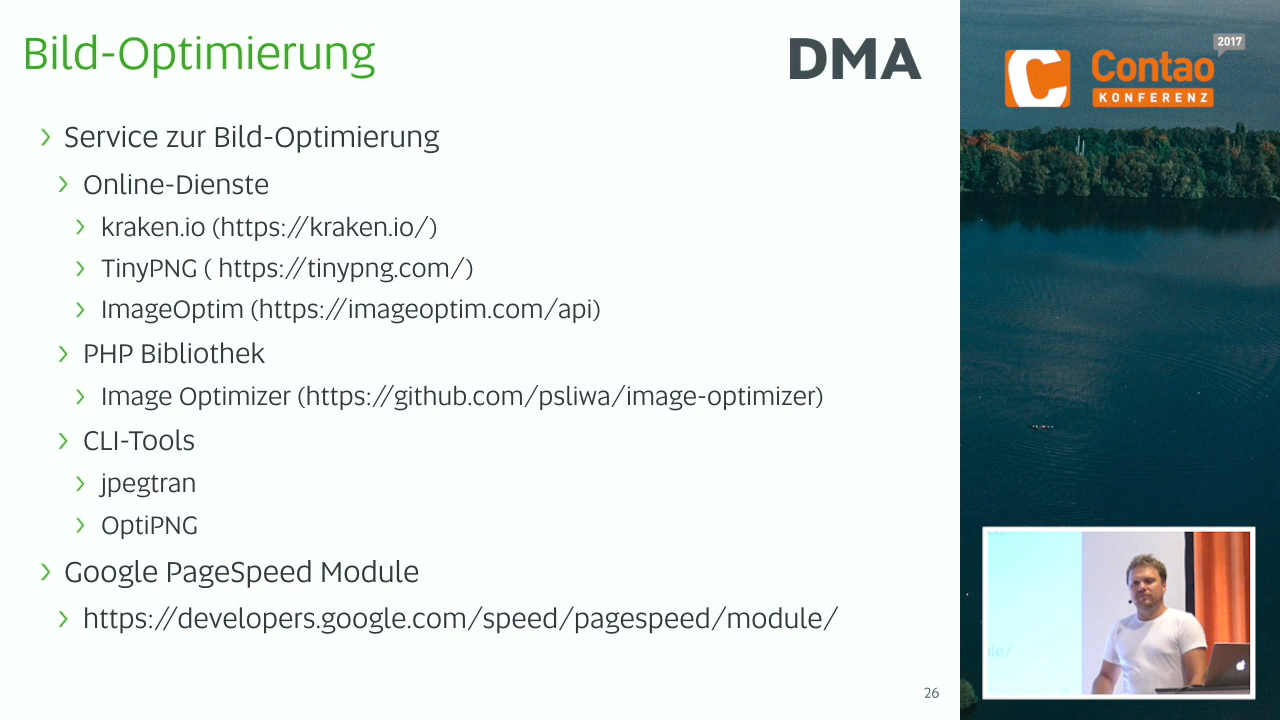 Bild-Optimierung
DMA
› Service zur Bild-Optimierung
› Online-Dienste
› kraken.io (https://kraken.io/)
› TinyPNG ( https://tinypng.com/)
› ImageOptim (https://imageoptim.com/api)
› PHP Bibliothek
› Image Optimizer (https://github.com/psliwa/image-optimizer)
› CLI-Tools
› jpegtran
› OptiPNG
› Google PageSpeed Module
› https://developers.google.com/speed/pagespeed/module/
26
2017
Contao
KONFERENZ